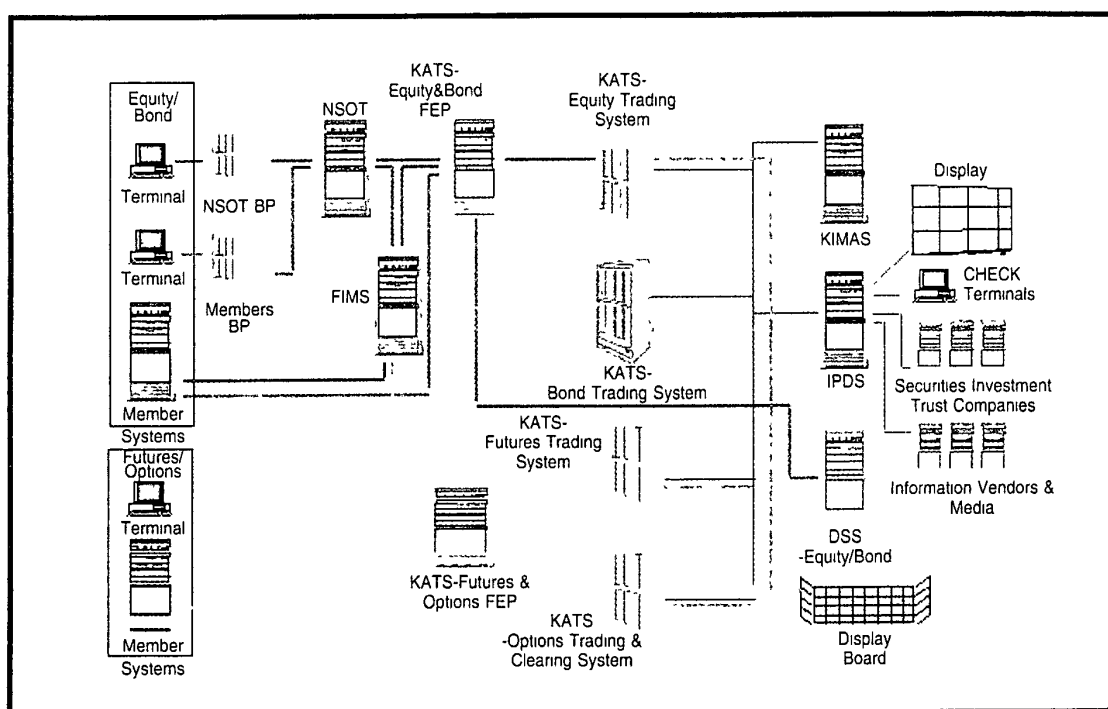 Equity/
Bond
Terminal
NSOT BP
Terminal
Members
BP
Member
Systems
NSOT
FIMS
KATS-
Equity&Bond
FEP
KATS-
Equity Trading
System
KATS-
Bond Trading System
KATS-
Futures Trading
System
KATS
-Options Trading &
Clearing System
KATS-Futures &
Options FEP
Futures/
Options
Terminal
Member
Systems
KIMAS
IPDS
DSS
-Equity/Bond
Display
CHECK
Terminals
Securities Investment
Trust Companies
Information Vendors &
Media
Display
Board